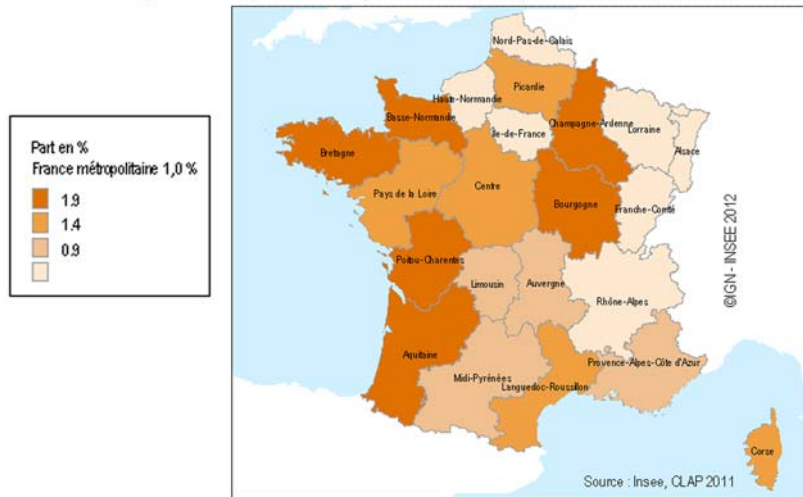 Part en %
France métropolitaine 1,0 %
1.9
1.4
0.9
Nord-Pas-de-Calais
Picardie
Haute-Normandie
Basse-Normandie
Champagne-Ardenne
Île-de-France
Lorraine
Alsace
Bretagne
Pays de la Loire
Centre
Bourgogne
Franche-Comté
Poitou-Charentes
Limousin
Auvergne
Rhône-Alpes
Aquitaine
Midi-Pyrénées
Provence-Alpes-Côte d'Azur
Languedoc-Roussillon
Corse
©IGN - INSEE 2012
Source : Insee, CLAP 2011